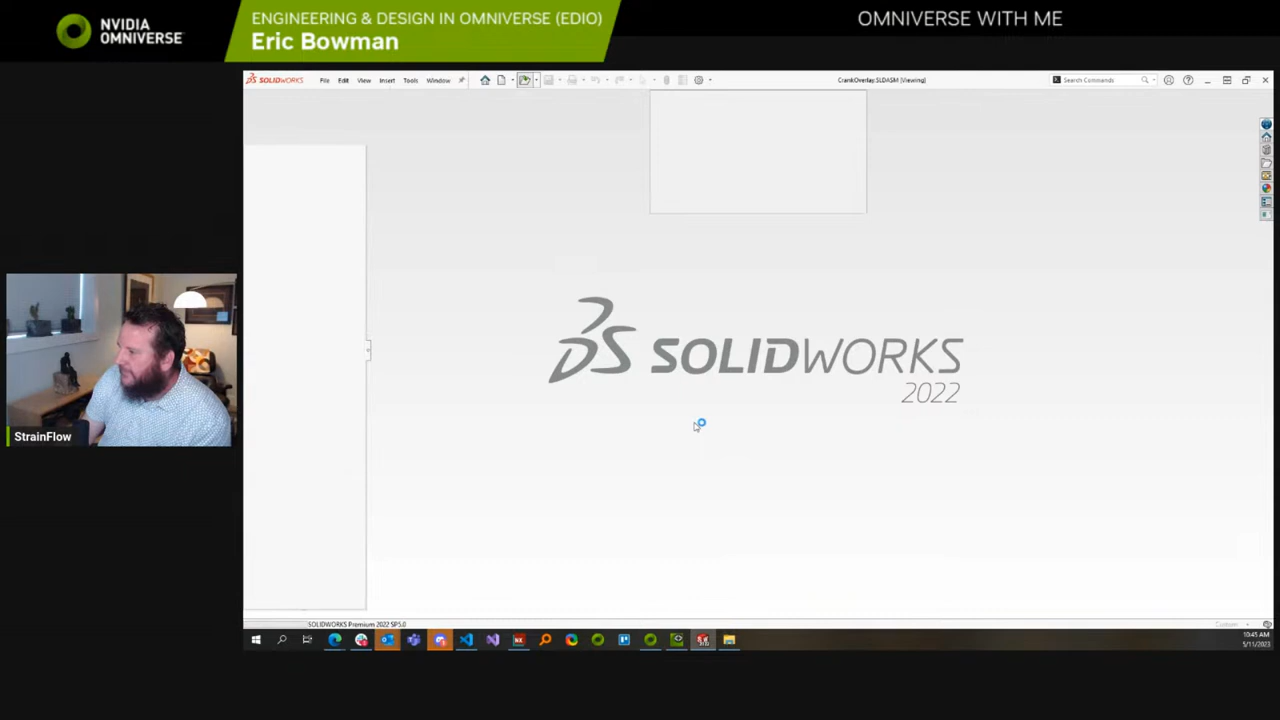 NVIDIA
OMNIVERSE
ENGINEERING & DESIGN IN OMNIVERSE (EDIO)
Eric Bowman
OMNIVERSE WITH ME
SOLIDWORKS
File Edit View Insert Tools Window
CrankOverlay.SLDASM [Viewing]
Search Commands
SOLIDWORKS
2022
StrainFlow
SOLIDWORKS Premium 2022 SP5.0
Custom
10:45 AM
5/11/2023